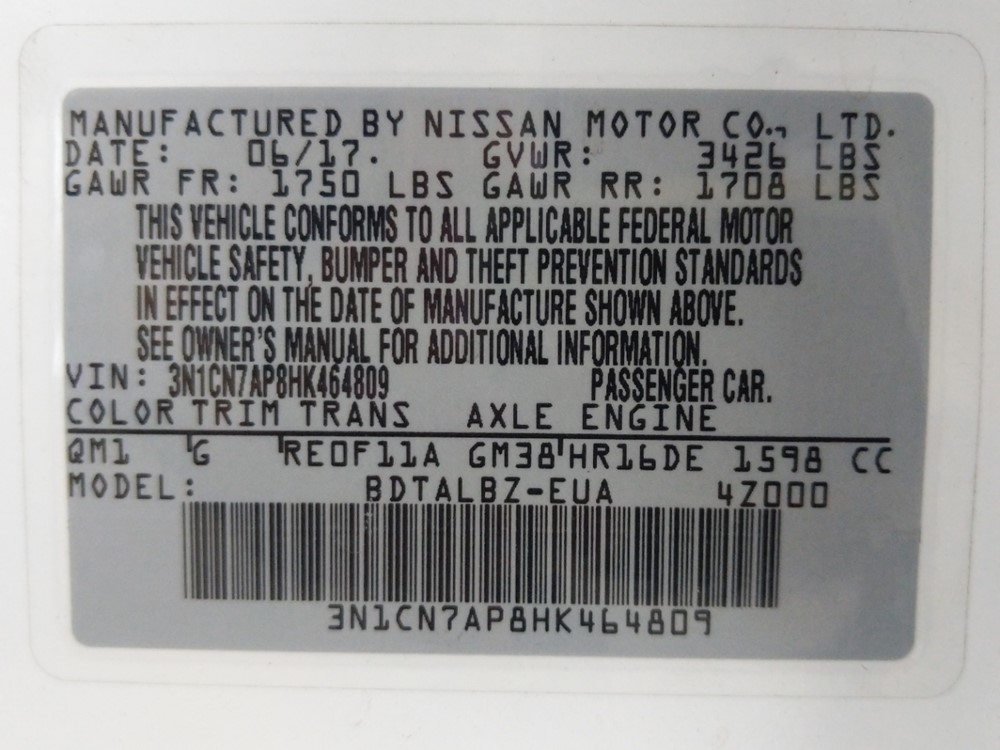 MANUFACTURED BY NISSAN MOTOR CO., LTD.
DATE: 06/17. GVWR: 3426 LBS
GAWR FR: 1750 LBS GAWR RR: 1708 LBS
THIS VEHICLE CONFORMS TO ALL APPLICABLE FEDERAL MOTOR
VEHICLE SAFETY, BUMPER AND THEFT PREVENTION STANDARDS
IN EFFECT ON THE DATE OF MANUFACTURE SHOWN ABOVE.
SEE OWNER'S MANUAL FOR ADDITIONAL INFORMATION.
VIN: 3N1CN7AP8HK464809 PASSENGER CAR.
COLOR TRIM TRANS AXLE ENGINE
QM1 G RE0F11A GM38 HR16DE 1598 CC
MODEL: BDTALBZ-EUA 4Z000
3N1CN7AP8HK464809